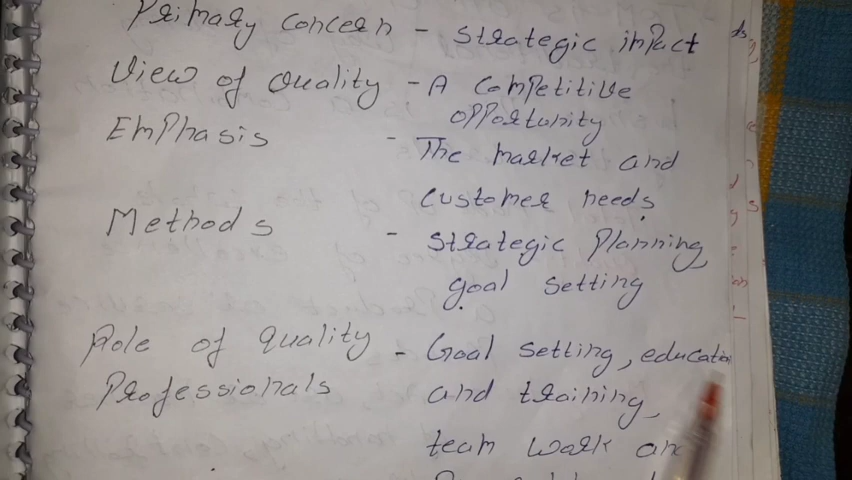 Primary concern - strategic impact
View of Quality - A competitive
opportunity
Emphasis - The market and
customer needs
Methods - strategic planning,
goal setting
Role of quality - Goal setting, educatio
Professionals and training,
team work and